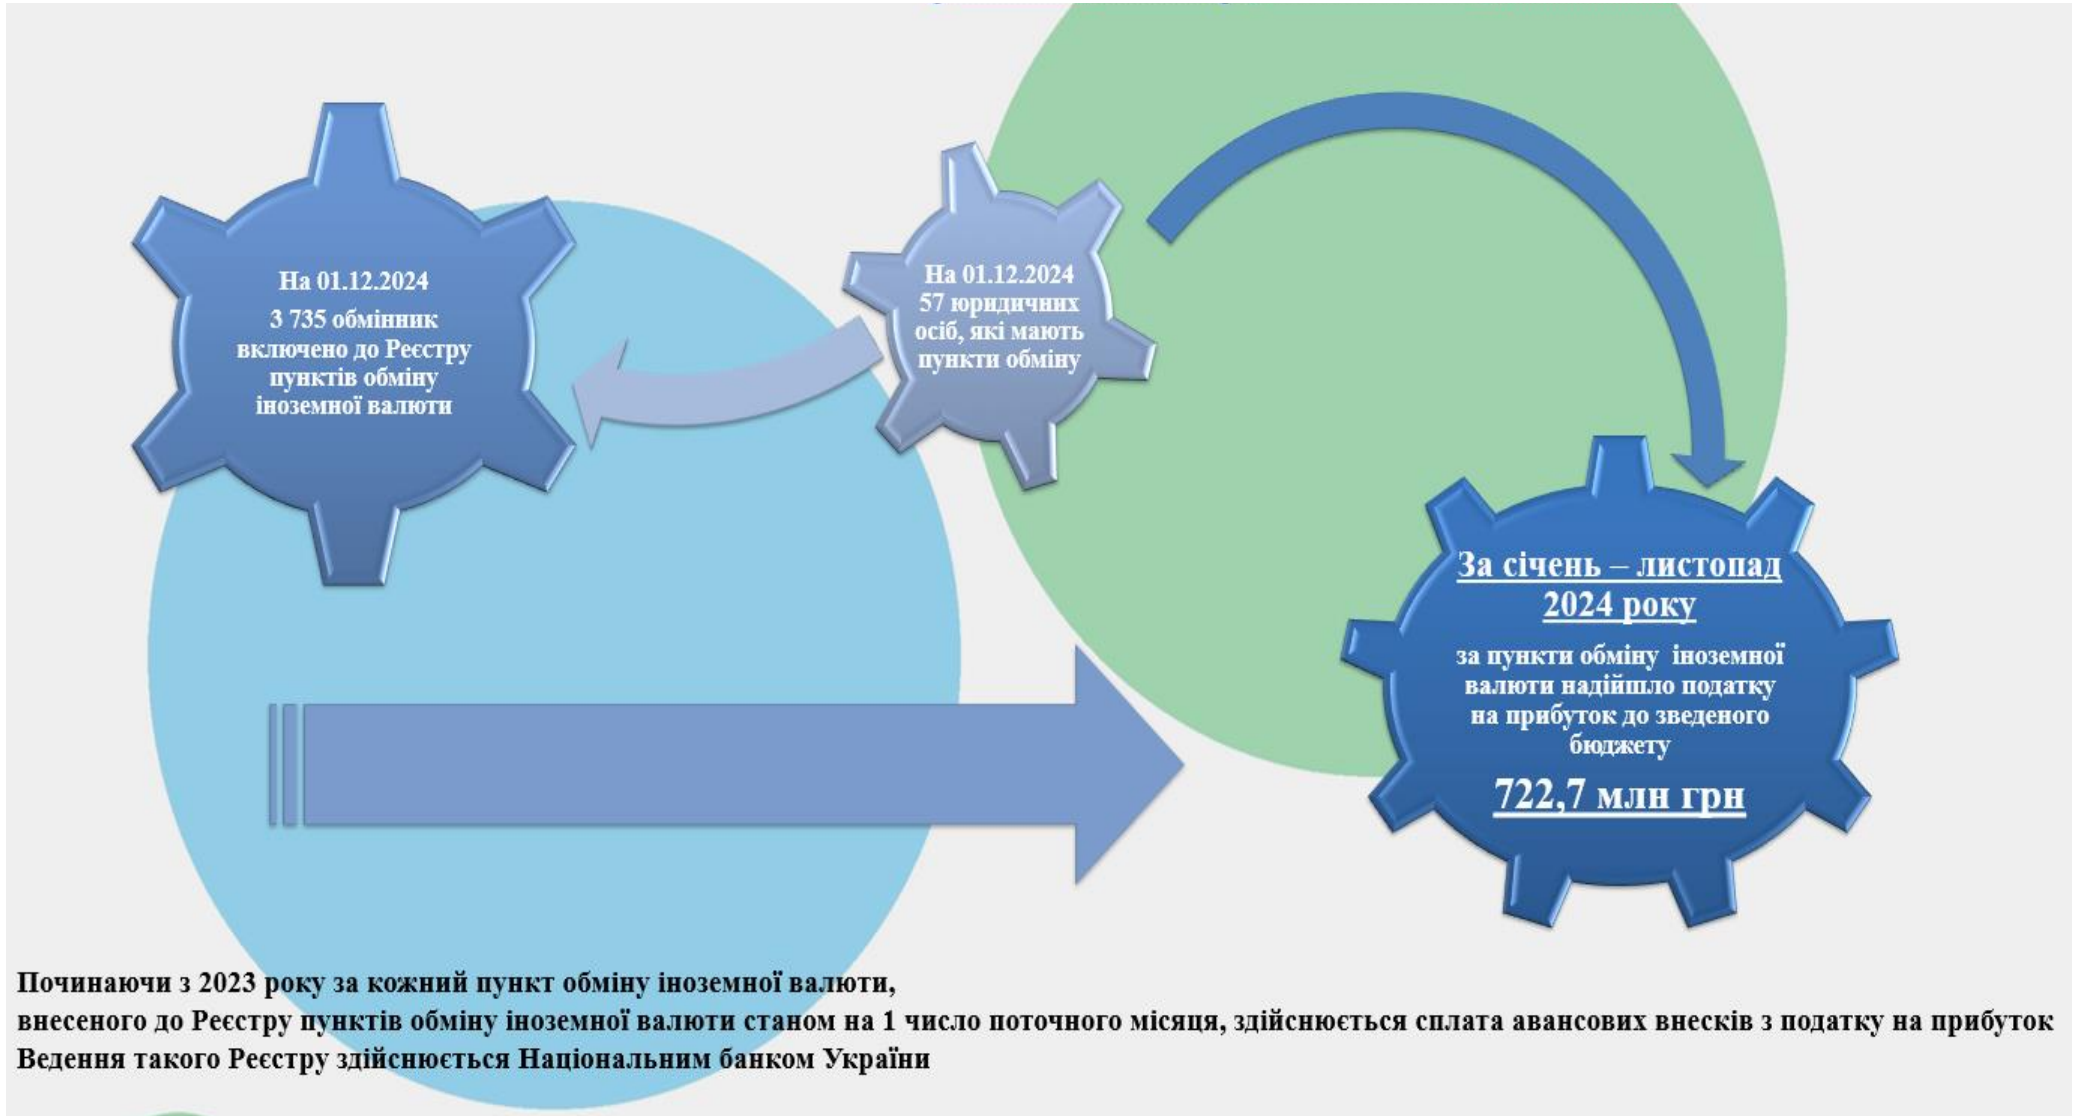 На 01.12.2024
3 735 обмінник
включено до Реєстру
пунктів обміну
іноземної валюти
На 01.12.2024
57 юридичних
осіб, які мають
пункти обміну
За січень – листопад
2024 року
за пункти обміну іноземної
валюти надійшло податку
на прибуток до зведеного
бюджету
722,7 млн грн
Починаючи з 2023 року за кожний пункт обміну іноземної валюти,
внесеного до Реєстру пунктів обміну іноземної валюти станом на 1 число поточного місяця, здійснюється сплата авансових внесків з податку на прибуток
Ведення такого Реєстру здійснюється Національним банком України